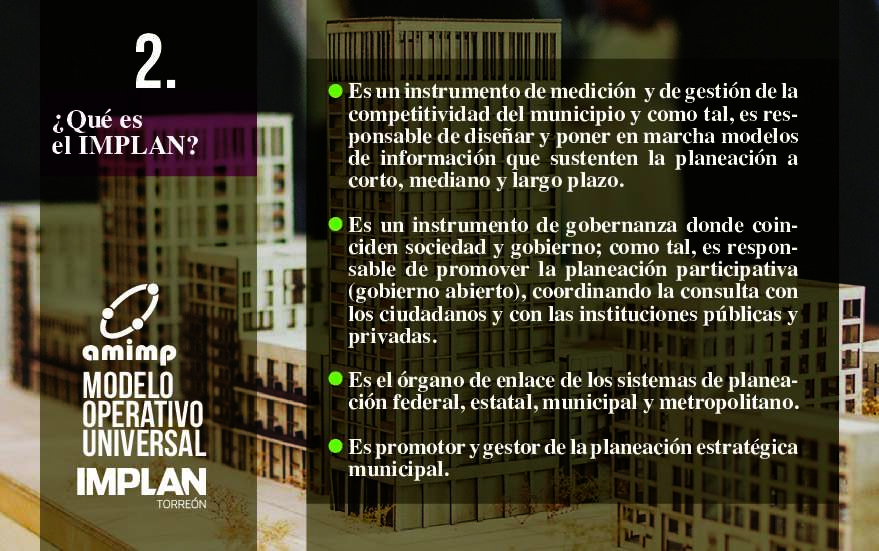 2.
¿Qué es
el IMPLAN?
amimp
MODELO
OPERATIVO
UNIVERSAL
IMPLAN
TORREÓN
Es un instrumento de medición y de gestión de la
competitividad del municipio y como tal, es res-
ponsable de diseñar y poner en marcha modelos
de información que sustenten la planeación a
corto, mediano y largo plazo.
Es un instrumento de gobernanza donde coin-
ciden sociedad y gobierno; como tal, es respon-
sable de promover la planeación participativa
(gobierno abierto), coordinando la consulta con
los ciudadanos y con las instituciones públicas y
privadas.
Es el órgano de enlace de los sistemas de planea-
ción federal, estatal, municipal y metropolitano.
Es promotor y gestor de la planeación estratégica
municipal.